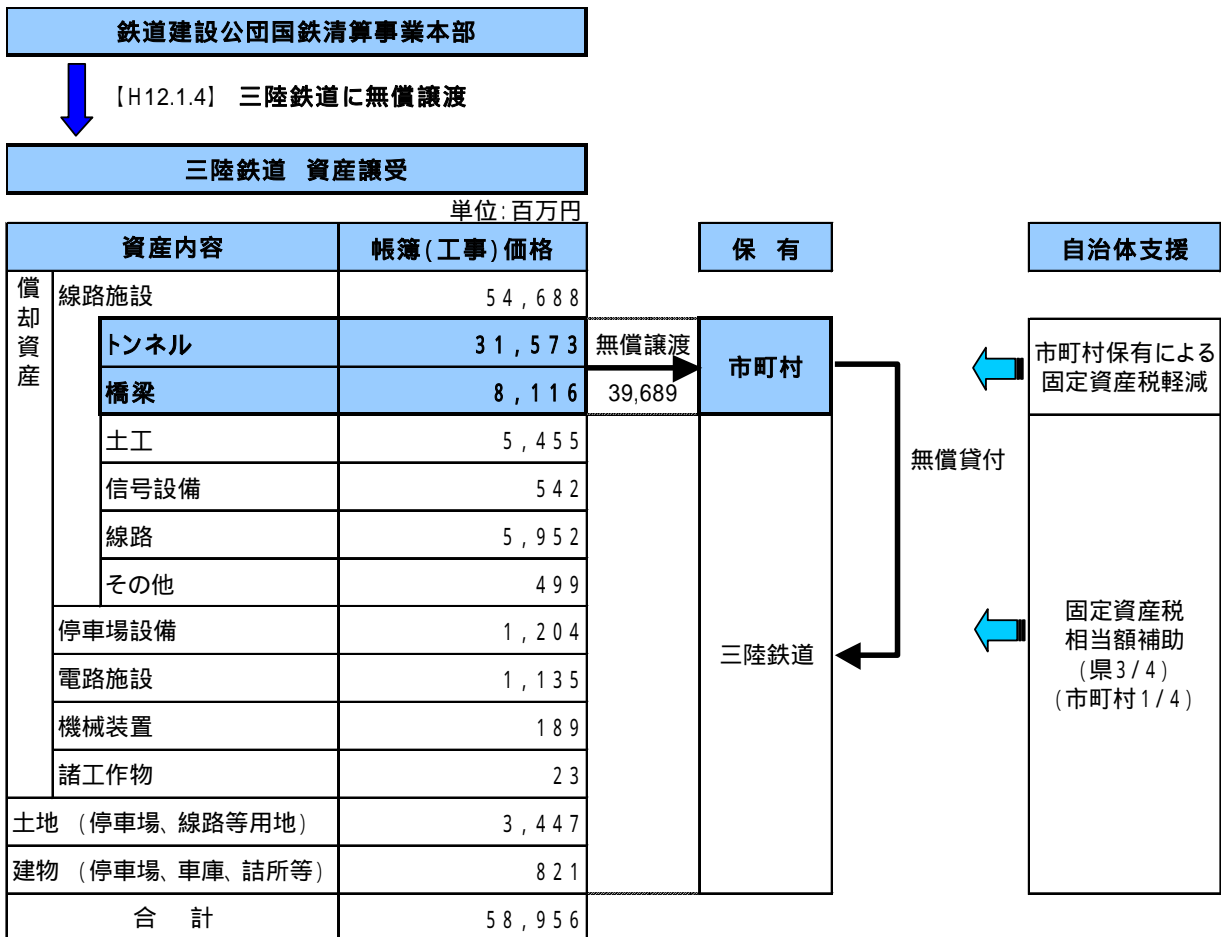 鉄道建設公団国鉄清算事業本部
【H12.1.4】 三陸鉄道に無償譲渡
三陸鉄道 資産譲受
単位:百万円
資産内容 帳簿(工事)価格 保 有 自治体支援
償却資産
線路施設 54,688
トンネル 31,573
橋梁 8,116
無償譲渡
39,689
市町村
市町村保有による
固定資産税軽減
土工 5,455
信号設備 542
線路 5,952
その他 499
停車場設備 1,204
電路施設 1,135
機械装置 189
諸工作物 23
土地 (停車場、線路等用地) 3,447
建物 (停車場、車庫、詰所等) 821
合 計 58,956
三陸鉄道
無償貸付
固定資産税
相当額補助
(県3/4)
(市町村1/4)